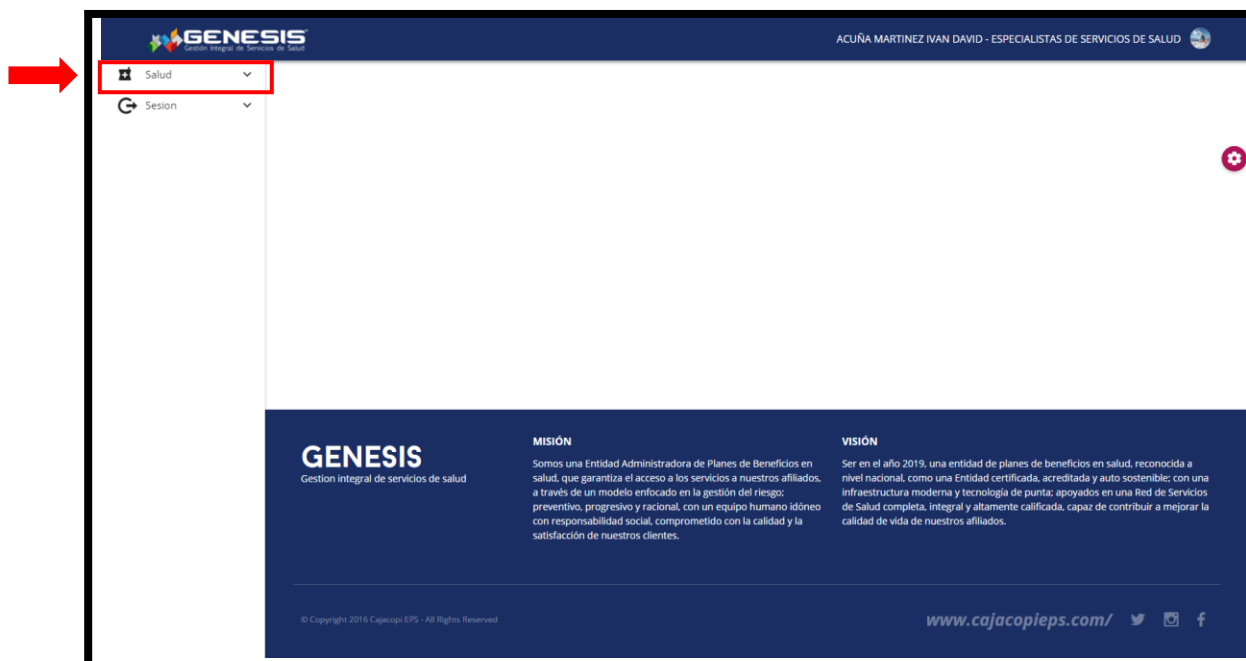 GENESIS
Gestión Integral de Servicios de Salud
ACUÑA MARTINEZ IVAN DAVID - ESPECIALISTAS DE SERVICIOS DE SALUD
Salud
Sesion
GENESIS
Gestion integral de servicios de salud
MISIÓN
Somos una Entidad Administradora de Planes de Beneficios en
salud, que garantiza el acceso a los servicios a nuestros afiliados,
a través de un modelo enfocado en la gestión del riesgo;
preventivo, progresivo y racional, con un equipo humano idóneo
con responsabilidad social, comprometido con la calidad y la
satisfacción de nuestros clientes.
VISIÓN
Ser en el año 2019, una entidad de planes de beneficios en salud, reconocida a
nivel nacional, como una Entidad certificada, acreditada y auto sostenible; con una
infraestructura moderna y tecnología de punta; apoyados en una Red de Servicios
de Salud completa, integral y altamente calificada, capaz de contribuir a mejorar la
calidad de vida de nuestros afiliados.
© Copyright 2016 Cajacopi EPS - All Rights Reserved
www.cajacopieps.com/